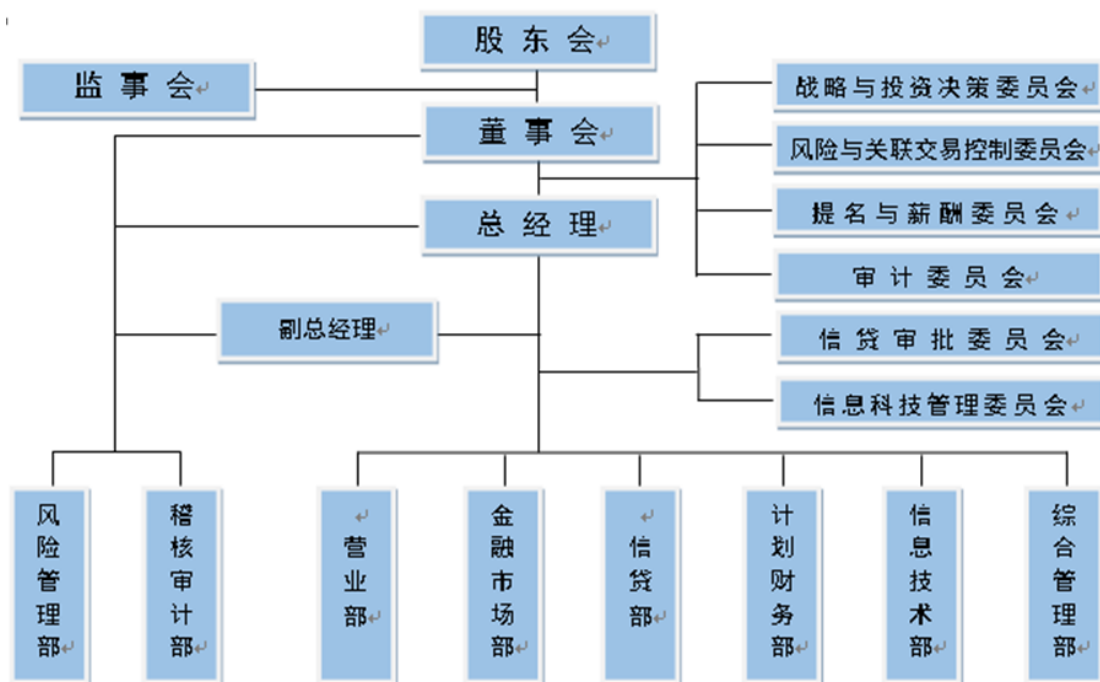 股东会
监事会
战略与投资决策委员会
董事会
风险与关联交易控制委员会
总经理
提名与薪酬委员会
审计委员会
副总经理
信贷审批委员会
信息科技管理委员会
风险管理部
稽核审计部
营业部
金融市场部
信贷部
计划财务部
信息技术部
综合管理部